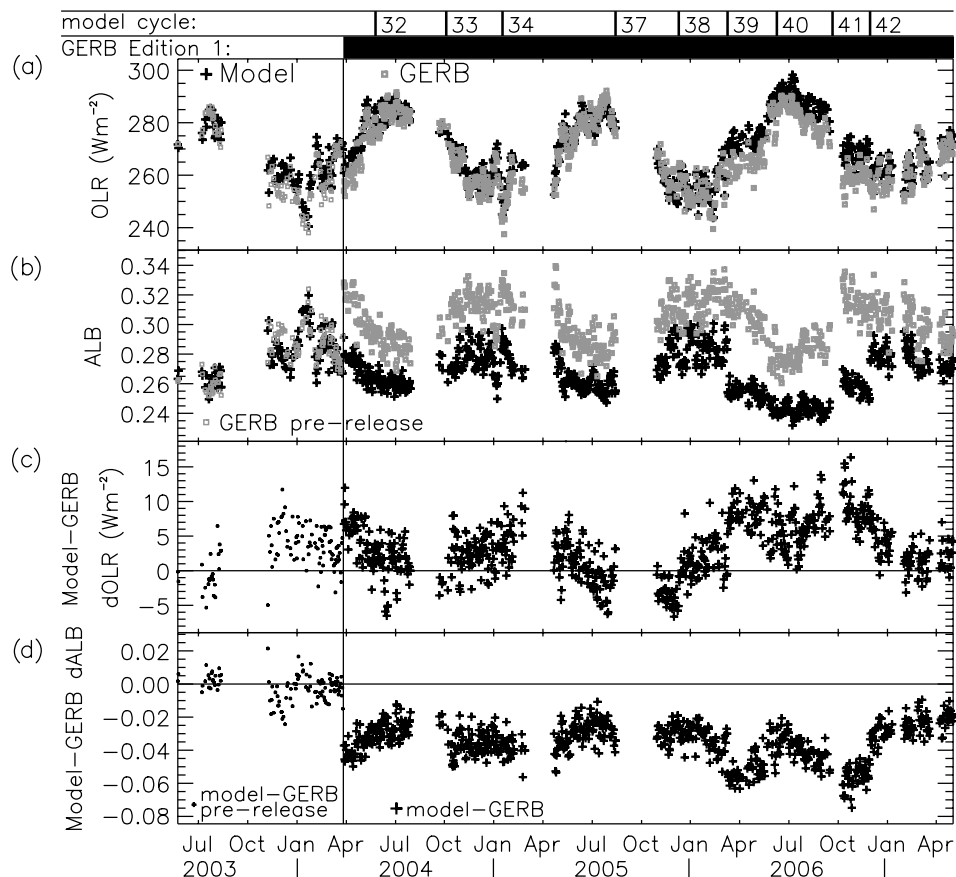 model cycle: 32 33 34 37 38 39 40 41 42
GERB Edition 1:
(a)
Model
GERB
OLR (Wm⁻²)
300
280
260
240
(b)
ALB
0.34
0.32
0.30
0.28
0.26
0.24
GERB pre-release
(c)
Model-GERB
dOLR (Wm⁻²)
15
10
5
0
-5
(d)
Model-GERB dALB
0.02
0.00
-0.02
-0.04
-0.06
-0.08
model-GERB
pre-release
model-GERB
Jul Oct Jan Apr Jul Oct Jan Apr Jul Oct Jan Apr Jul Oct Jan Apr
2003 2004 2005 2006